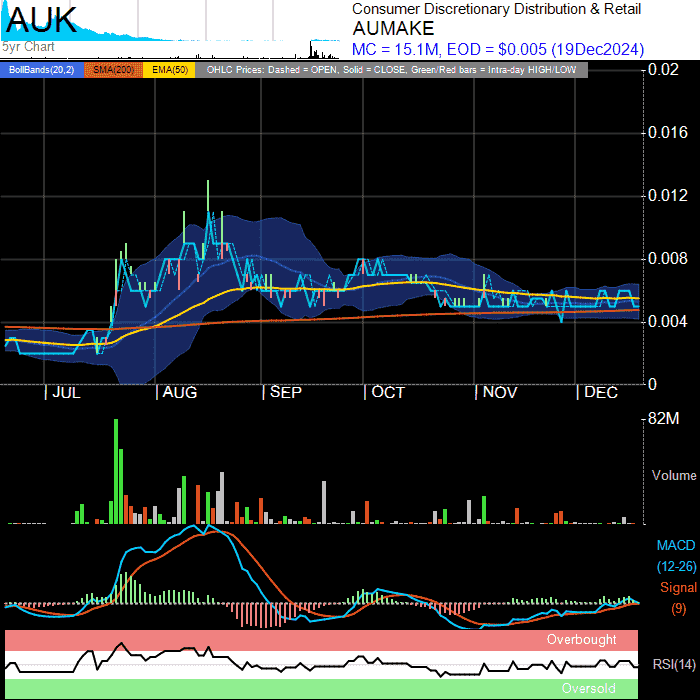 AUK
Consumer Discretionary Distribution & Retail
AUMAKE
5yr Chart
MC = 15.1M, EOD = $0.005 (19Dec2024)
BollBands(20,2)
SMA(200)
EMA(50)
OHLC Prices: Dashed = OPEN, Solid = CLOSE, Green/Red bars = Intra-day HIGH/LOW
0.02
0.016
0.012
0.008
0.004
0
| JUL | AUG | SEP | OCT | NOV | DEC
82M
Volume
MACD
(12-26)
Signal
(9)
Overbought
RSI(14)
Oversold